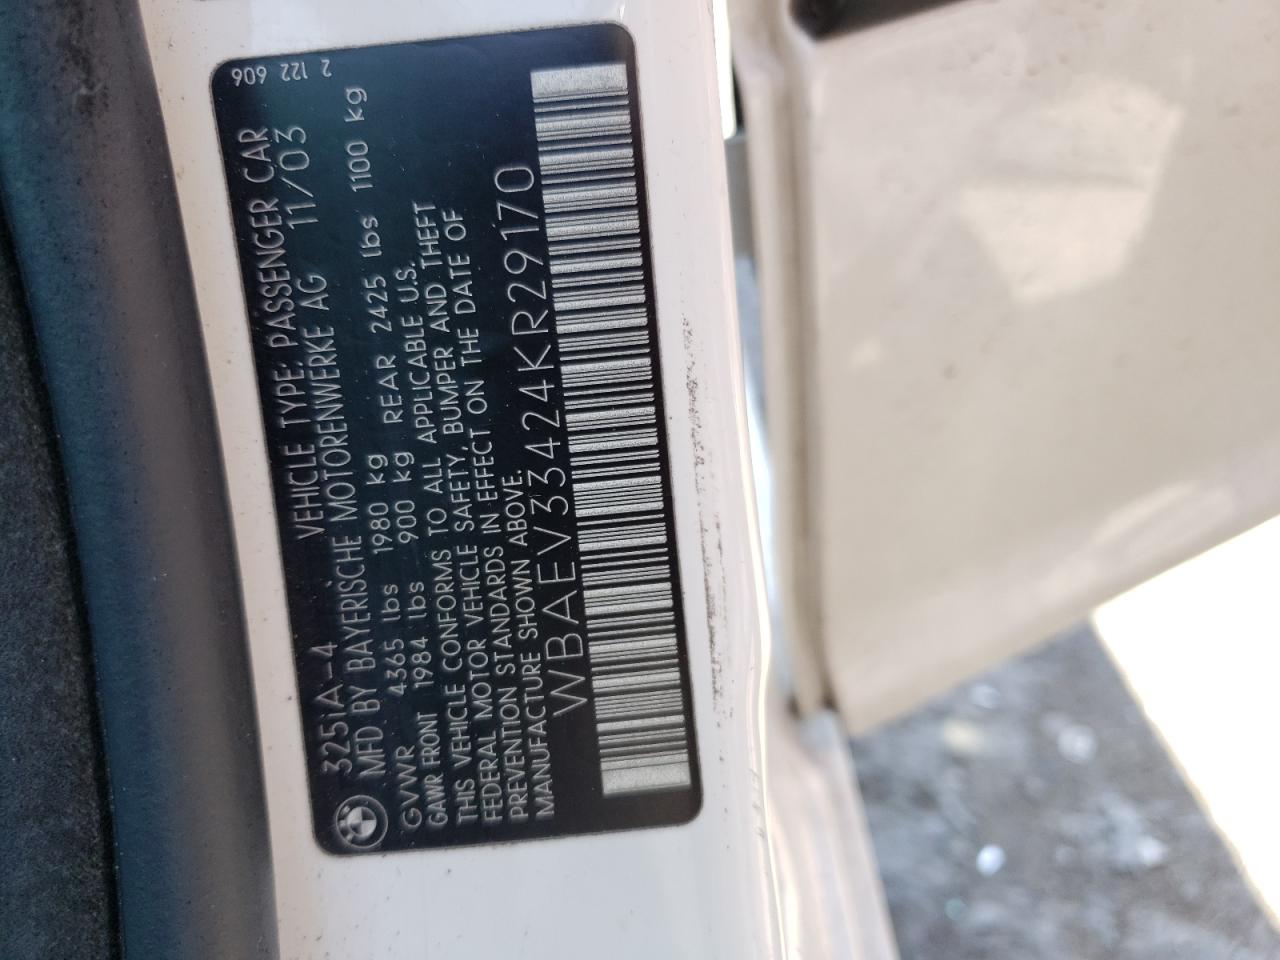 325iA-4 VEHICLE TYPE: PASSENGER CAR
MFD.BY BAYERISCHE MOTORENWERKE AG 11/03
GVWR 4365 lbs 1980 kg REAR 2425 lbs 1100 kg
GAWR FRONT 1984 lbs 900 kg
THIS VEHICLE CONFORMS TO ALL APPLICABLE U.S.
FEDERAL MOTOR VEHICLE SAFETY, BUMPER AND THEFT
PREVENTION STANDARDS IN EFFECT ON THE DATE OF
MANUFACTURE SHOWN ABOVE.
WBAEV33424KR29170
2 122 606